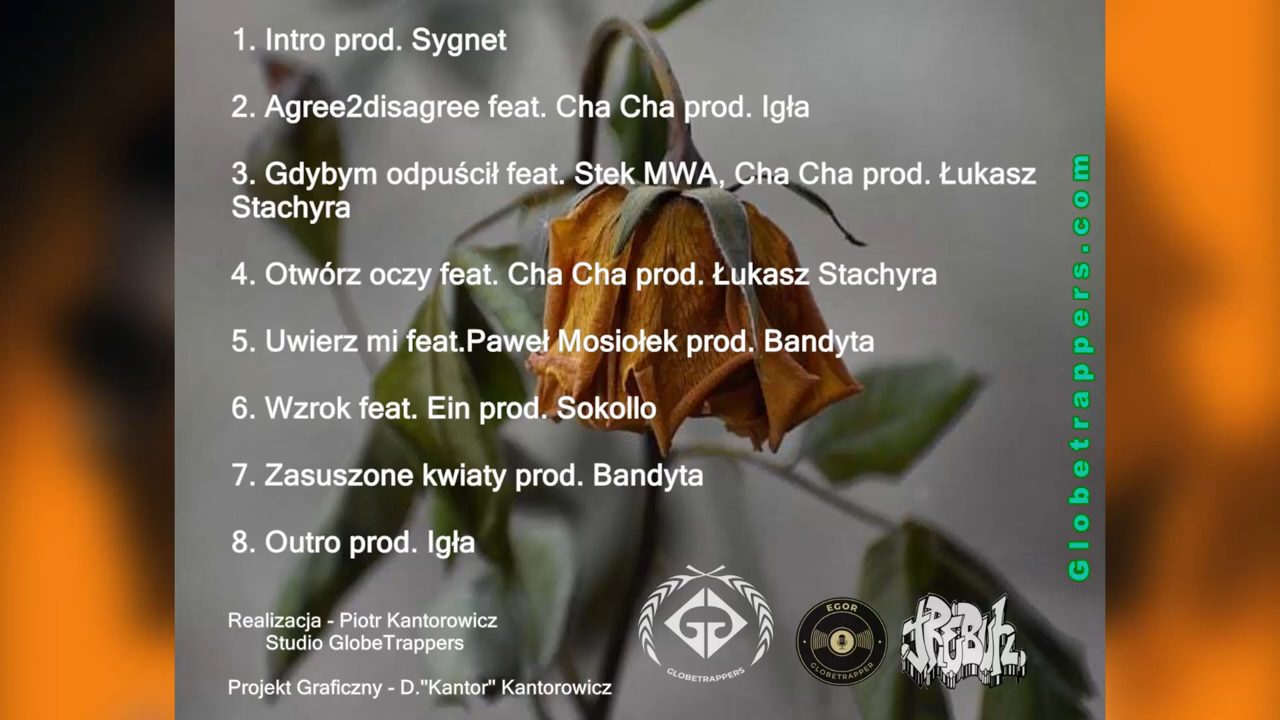 1. Intro prod. Sygnet
2. Agree2disagree feat. Cha Cha prod. Igła
3. Gdybym odpuścił feat. Stek MWA, Cha Cha prod. Łukasz
Stachyra
4. Otwórz oczy feat. Cha Cha prod. Łukasz Stachyra
5. Uwierz mi feat.Paweł Mosiołek prod. Bandyta
6. Wzrok feat. Ein prod. Sokollo
7. Zasuszone kwiaty prod. Bandyta
8. Outro prod. Igła
Realizacja - Piotr Kantorowicz
Studio GlobeTrappers
Projekt Graficzny - D."Kantor" Kantorowicz
GG
GLOBETRAPPERS
EGOR
GLOBETRAPPER
Globetrappers.com